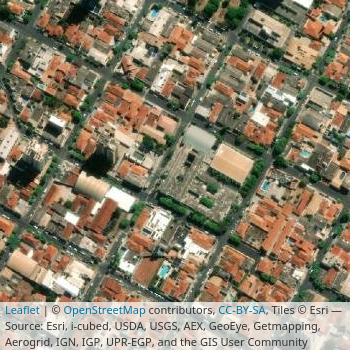 Leaflet | © OpenStreetMap contributors, CC-BY-SA, Tiles © Esri —
Source: Esri, i-cubed, USDA, USGS, AEX, GeoEye, Getmapping,
Aerogrid, IGN, IGP, UPR-EGP, and the GIS User Community